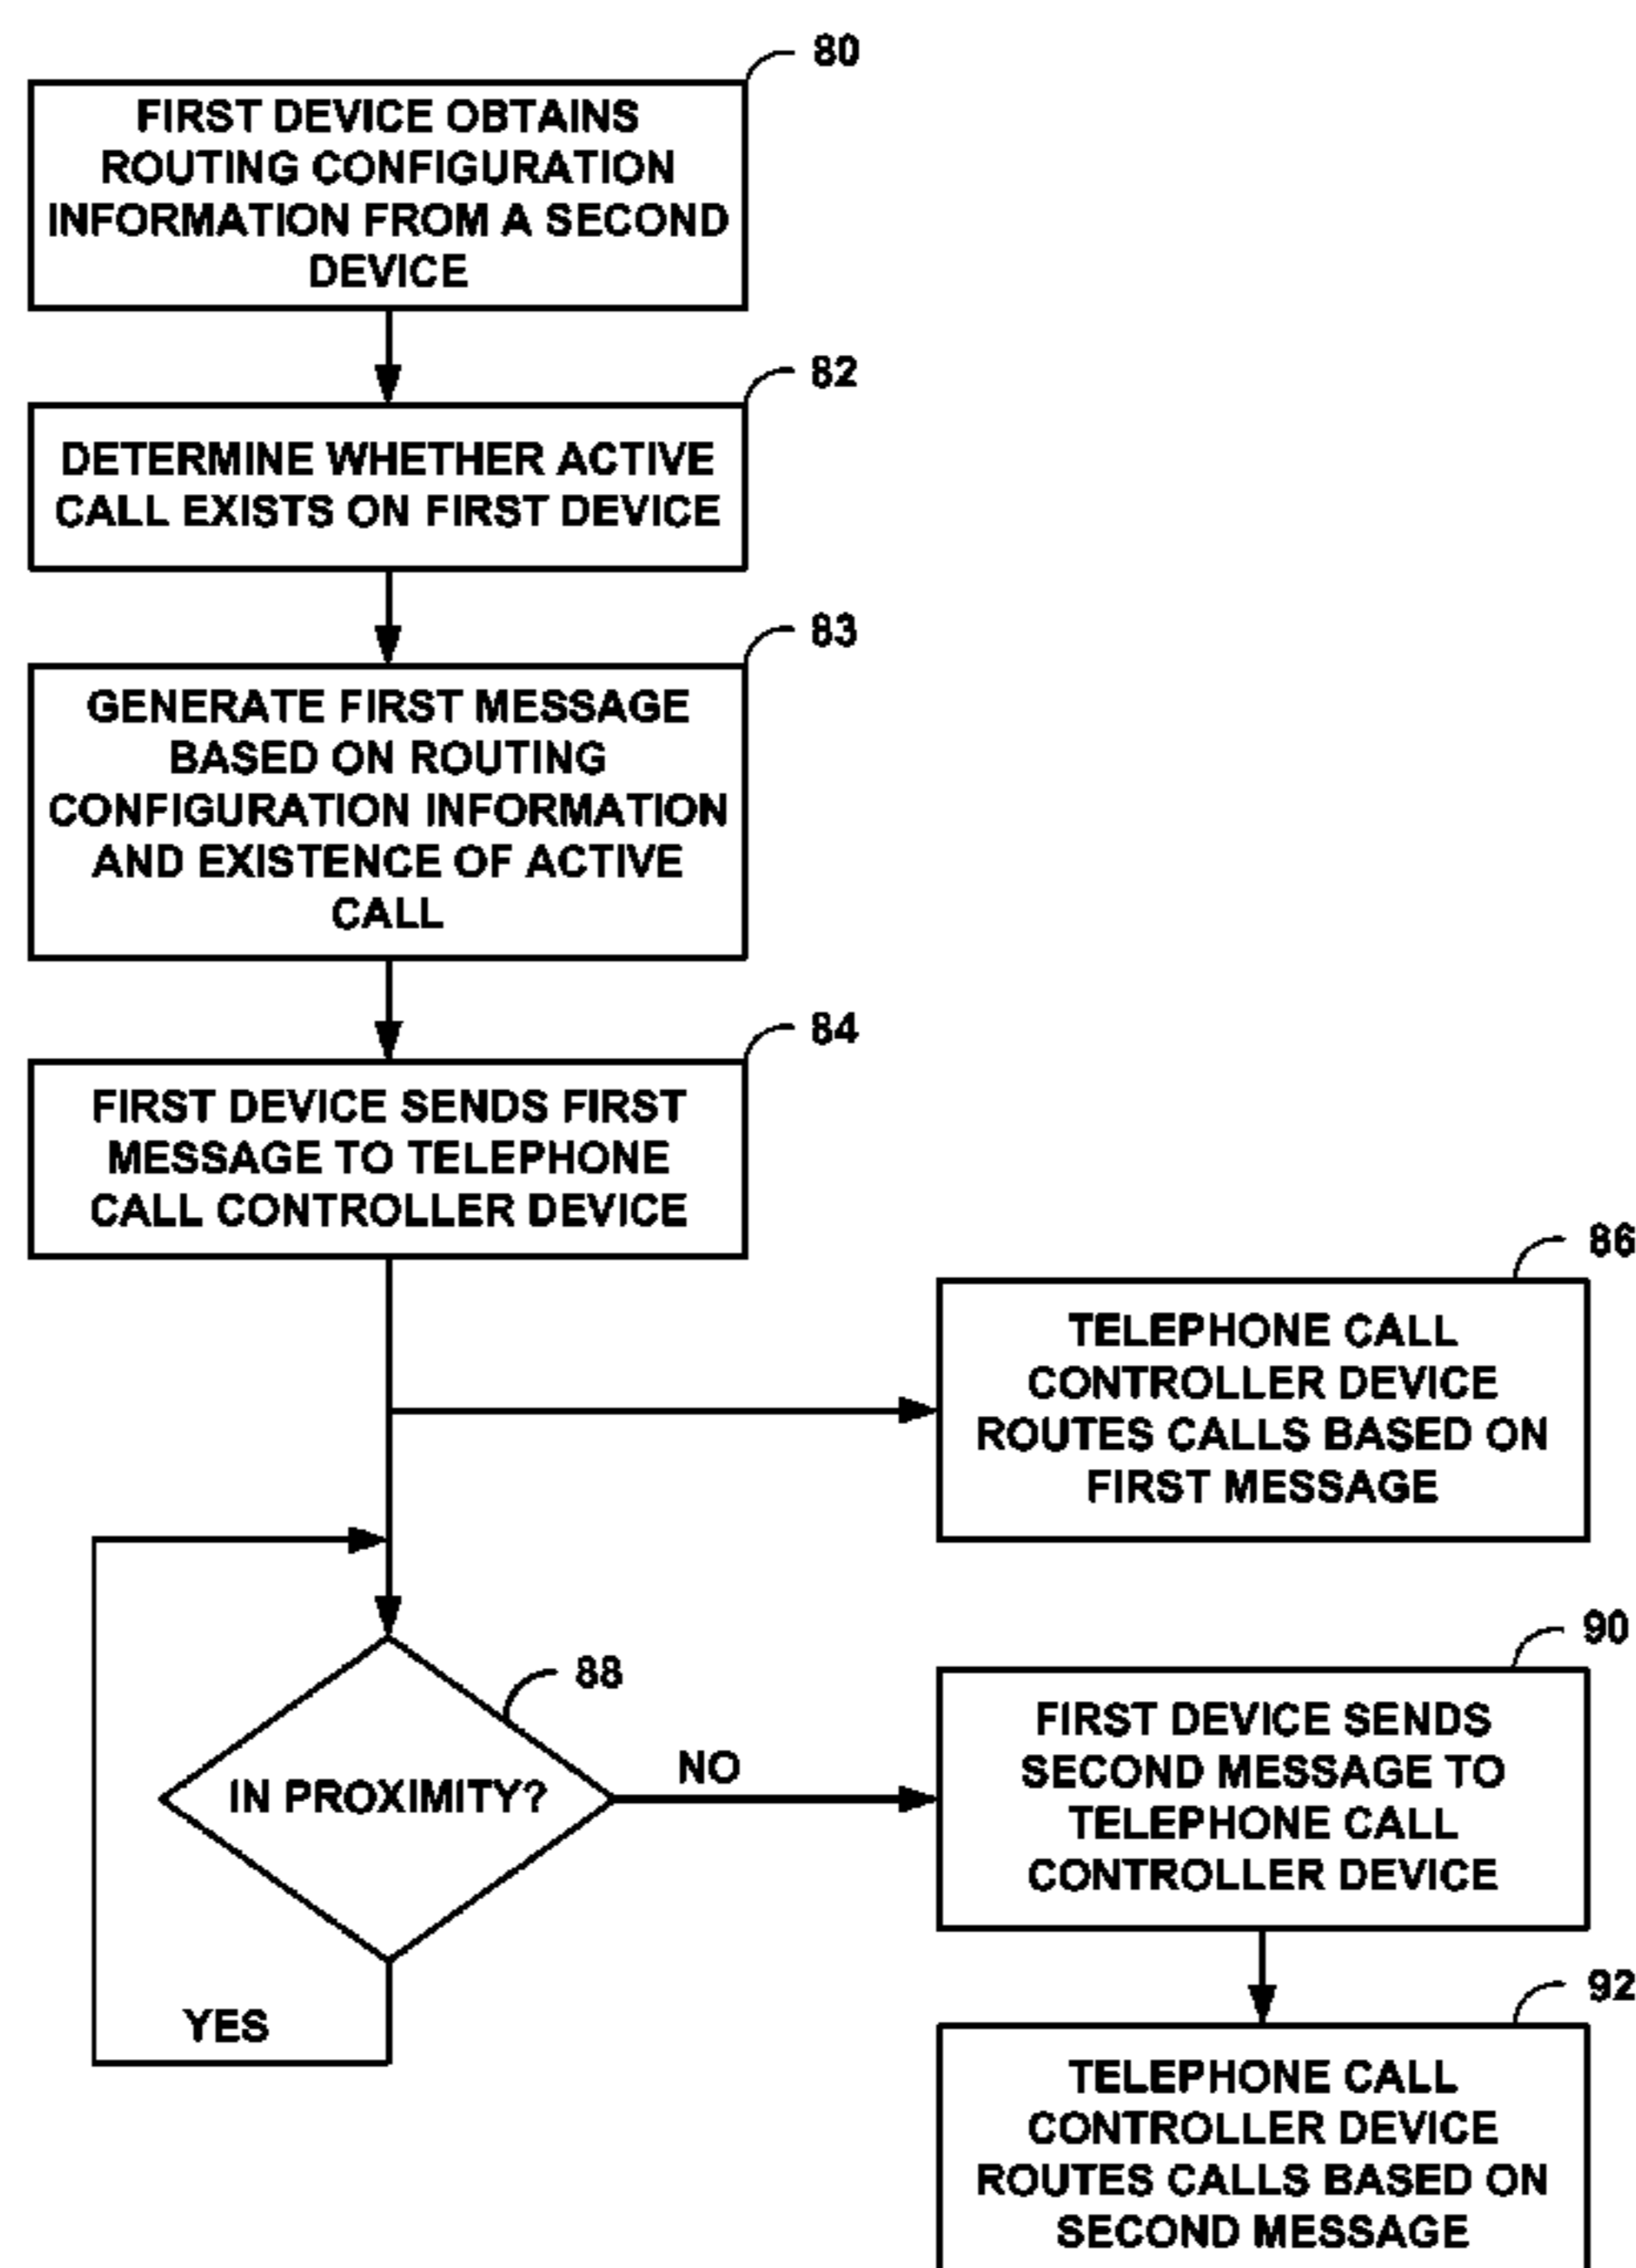 80
FIRST DEVICE OBTAINS
ROUTING CONFIGURATION
INFORMATION FROM A SECOND
DEVICE
82
DETERMINE WHETHER ACTIVE
CALL EXISTS ON FIRST DEVICE
83
GENERATE FIRST MESSAGE
BASED ON ROUTING
CONFIGURATION INFORMATION
AND EXISTENCE OF ACTIVE
CALL
84
FIRST DEVICE SENDS FIRST
MESSAGE TO TELEPHONE
CALL CONTROLLER DEVICE
86
TELEPHONE CALL
CONTROLLER DEVICE
ROUTES CALLS BASED ON
FIRST MESSAGE
88
IN PROXIMITY?
NO
YES
90
FIRST DEVICE SENDS
SECOND MESSAGE TO
TELEPHONE CALL
CONTROLLER DEVICE
92
TELEPHONE CALL
CONTROLLER DEVICE
ROUTES CALLS BASED ON
SECOND MESSAGE